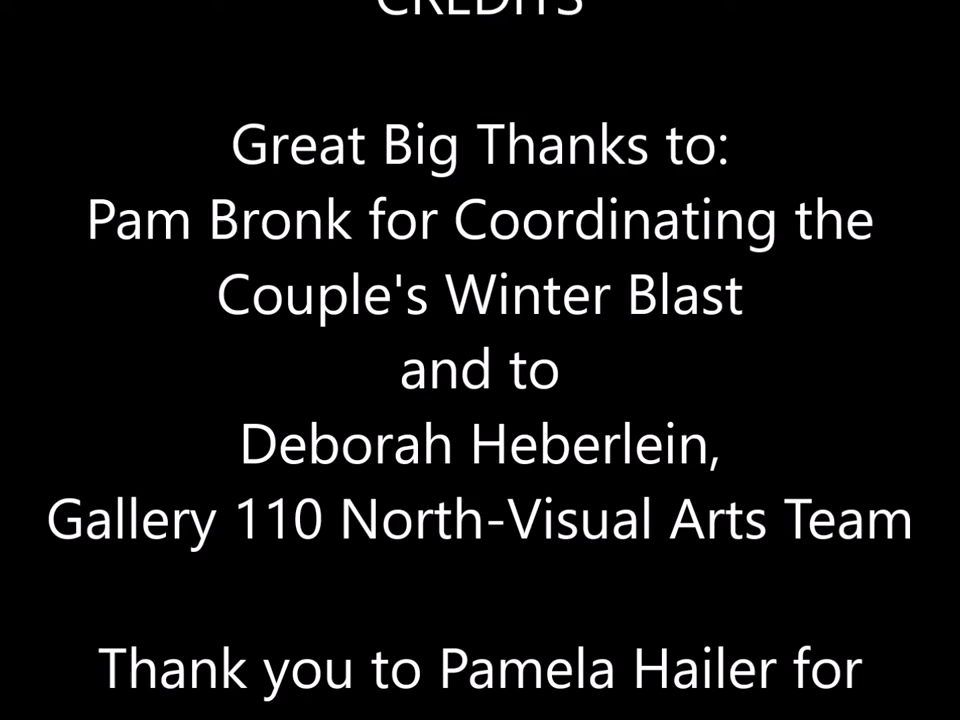 CREDITS
Great Big Thanks to:
Pam Bronk for Coordinating the
Couple's Winter Blast
and to
Deborah Heberlein,
Gallery 110 North-Visual Arts Team
Thank you to Pamela Hailer for